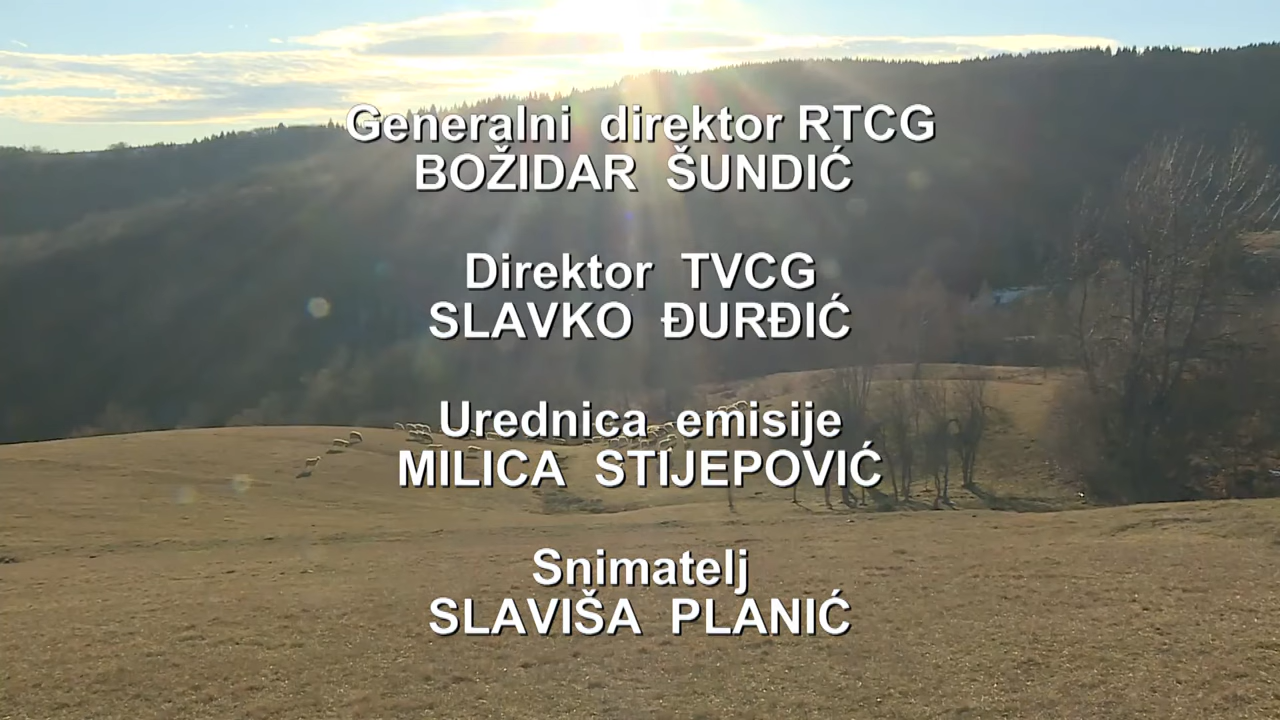 Generalni direktor RTCG
BOŽIDAR ŠUNDIĆ
Direktor TVCG
SLAVKO ĐURĐIĆ
Urednica emisije
MILICA STIJEPOVIĆ
Snimatelj
SLAVIŠA PLANIĆ